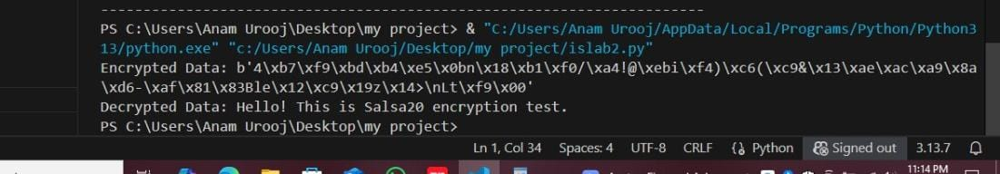 --------------------------------------------------------------------------
PS C:\Users\Anam Urooj\Desktop\my project> & "C:/Users/Anam Urooj/AppData/Local/Programs/Python/Python3
13/python.exe" "c:/Users/Anam Urooj/Desktop/my project/islab2.py"
Encrypted Data: b'4\xb7\xf9\xbd\xb4\xe5\x0bn\x18\xb1\xf0/\xa4!@\xebi\xf4)\xc6(\xc9&\x13\xae\xac\xa9\x8a
\xd6-\xaf\x81\x83Ble\x12\xc9\x19z\x14>\nLt\xf9\x00'
Decrypted Data: Hello! This is Salsa20 encryption test.
PS C:\Users\Anam Urooj\Desktop\my project>
Ln 1, Col 34 Spaces: 4 UTF-8 CRLF Python Signed out 3.13.7
11:14 PM